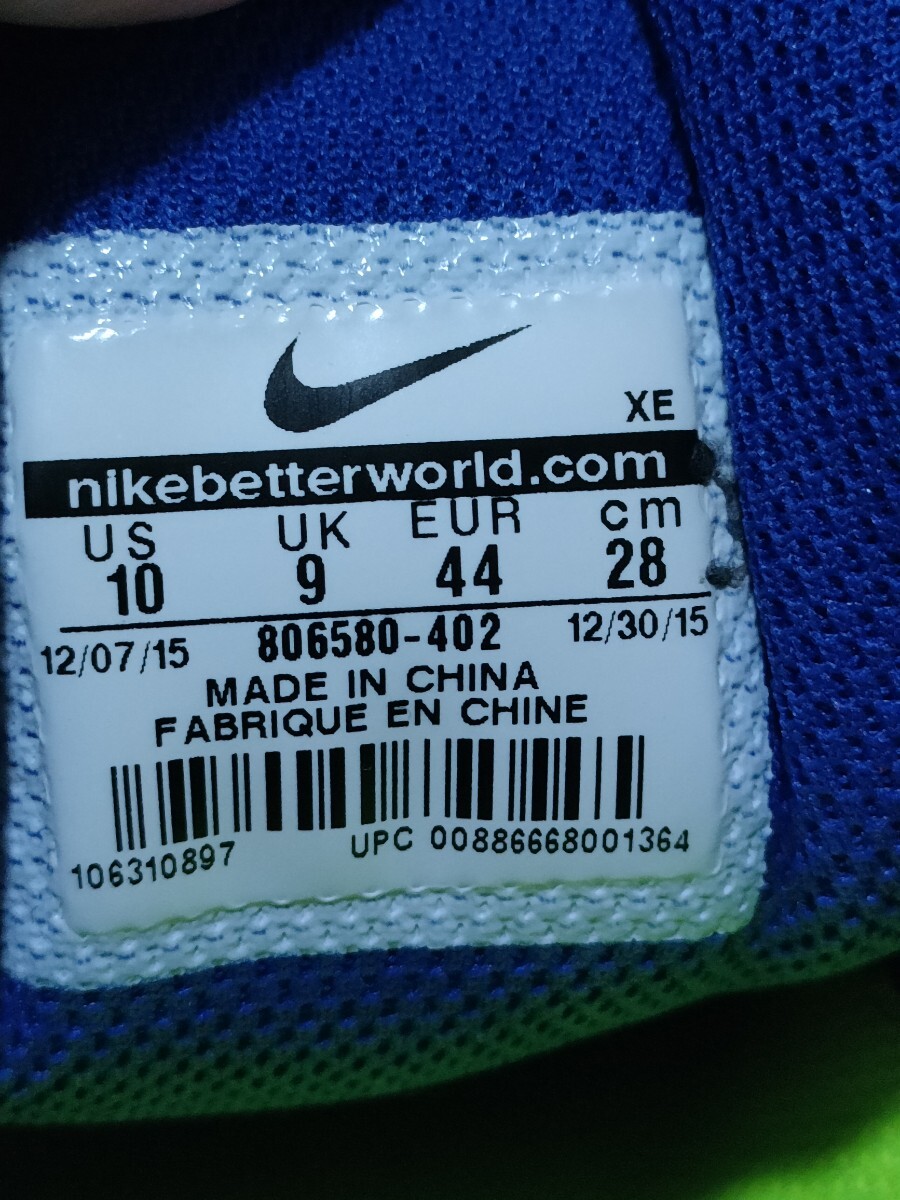 XE
nikebetterworld.com
US UK EUR cm
10 9 44 28
12/07/15 806580-402 12/30/15
MADE IN CHINA
FABRIQUE EN CHINE
106310897 UPC 00886668001364